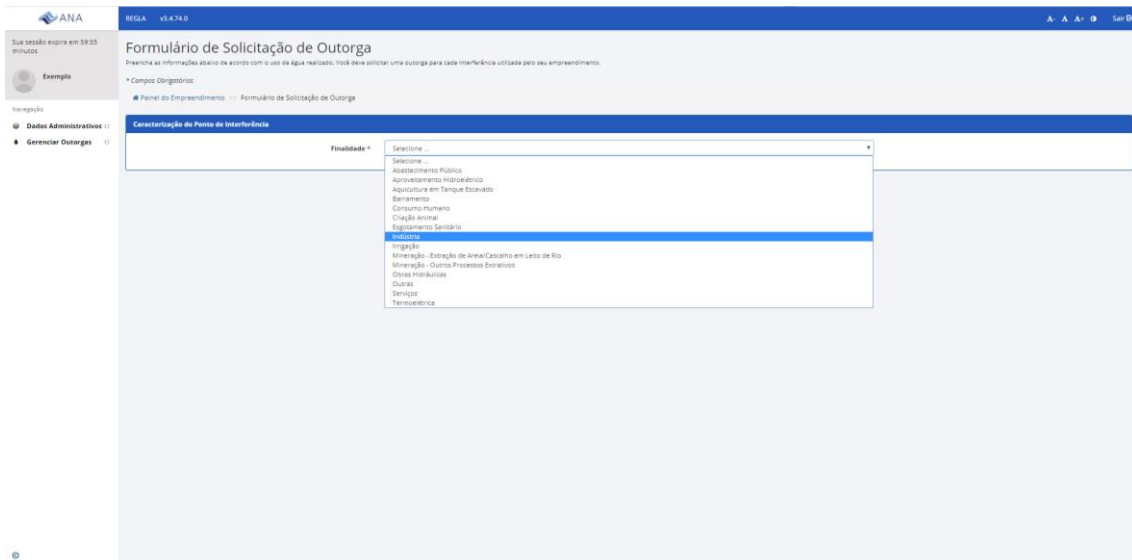 ANA
REGLA v3.4.74.0
A- A A+ Sair
Sua sessão expira em 59:55
minutos
Exemplo
Navegação
Dados Administrativos
Gerenciar Outorgas
Formulário de Solicitação de Outorga
Preencha as informações abaixo de acordo com o uso da água realizado. Você deve solicitar uma outorga para cada interferência utilizada pelo seu empreendimento.
* Campos Obrigatórios
Painel do Empreendimento >> Formulário de Solicitação de Outorga
Caracterização do Ponto de Interferência
Finalidade * Selecione ...
Selecione ...
Abastecimento Público
Aproveitamento Hidroelétrico
Aquicultura em Tanque Escavado
Barramento
Consumo Humano
Criação Animal
Esgotamento Sanitário
Indústria
Irrigação
Mineração - Extração de Areia/Cascalho em Leito de Rio
Mineração - Outros Processos Extrativos
Obras Hidráulicas
Outras
Serviços
Termoelétrica